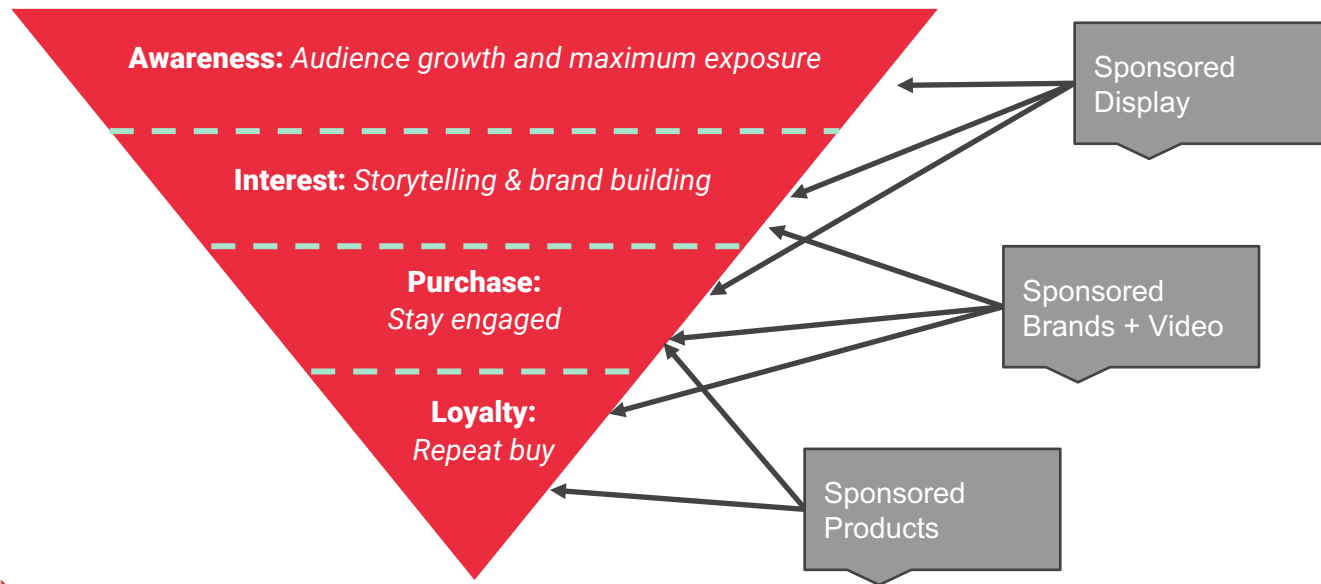 Awareness: Audience growth and maximum exposure
Sponsored
Display
Interest: Storytelling & brand building
Purchase:
Stay engaged
Sponsored
Brands + Video
Loyalty:
Repeat buy
Sponsored
Products